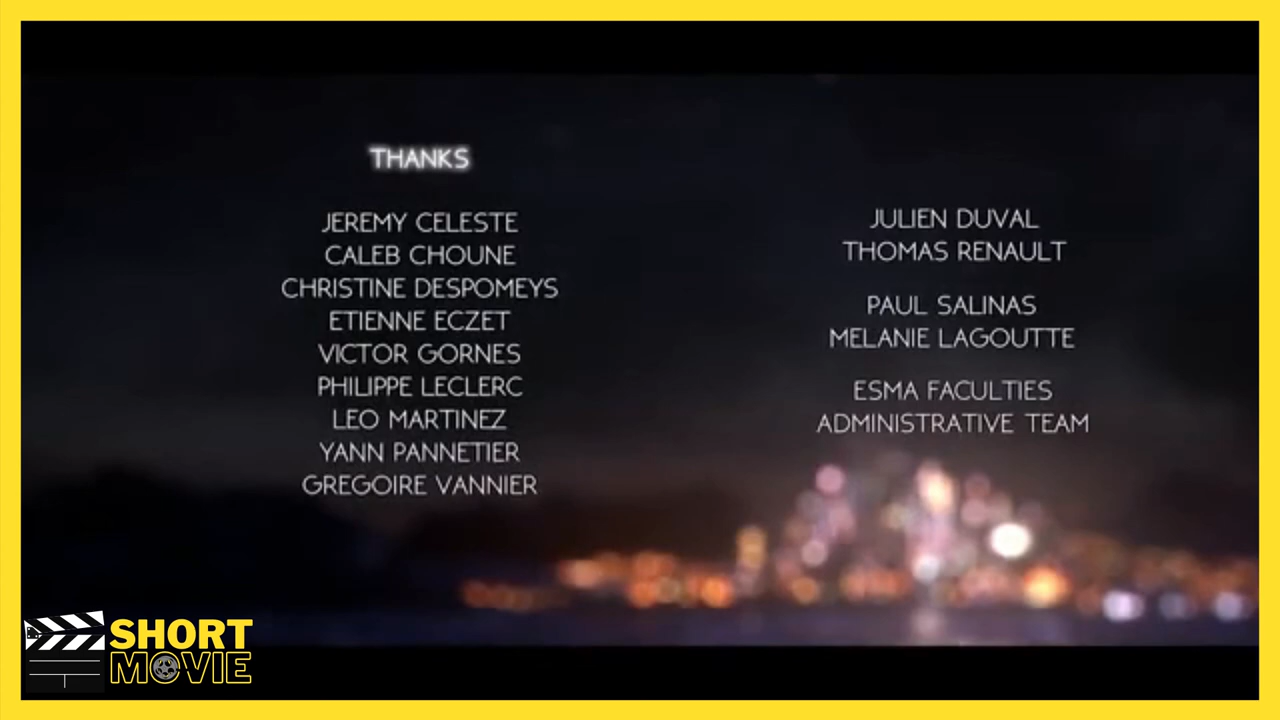 THANKS
JEREMY CELESTE
CALEB CHOUNE
CHRISTINE DESPOMEYS
ETIENNE ECZET
VICTOR GORNES
PHILIPPE LECLERC
LEO MARTINEZ
YANN PANNETIER
GREGOIRE VANNIER
JULIEN DUVAL
THOMAS RENAULT
PAUL SALINAS
MELANIE LAGOUTTE
ESMA FACULTIES
ADMINISTRATIVE TEAM
SHORT
MOVIE